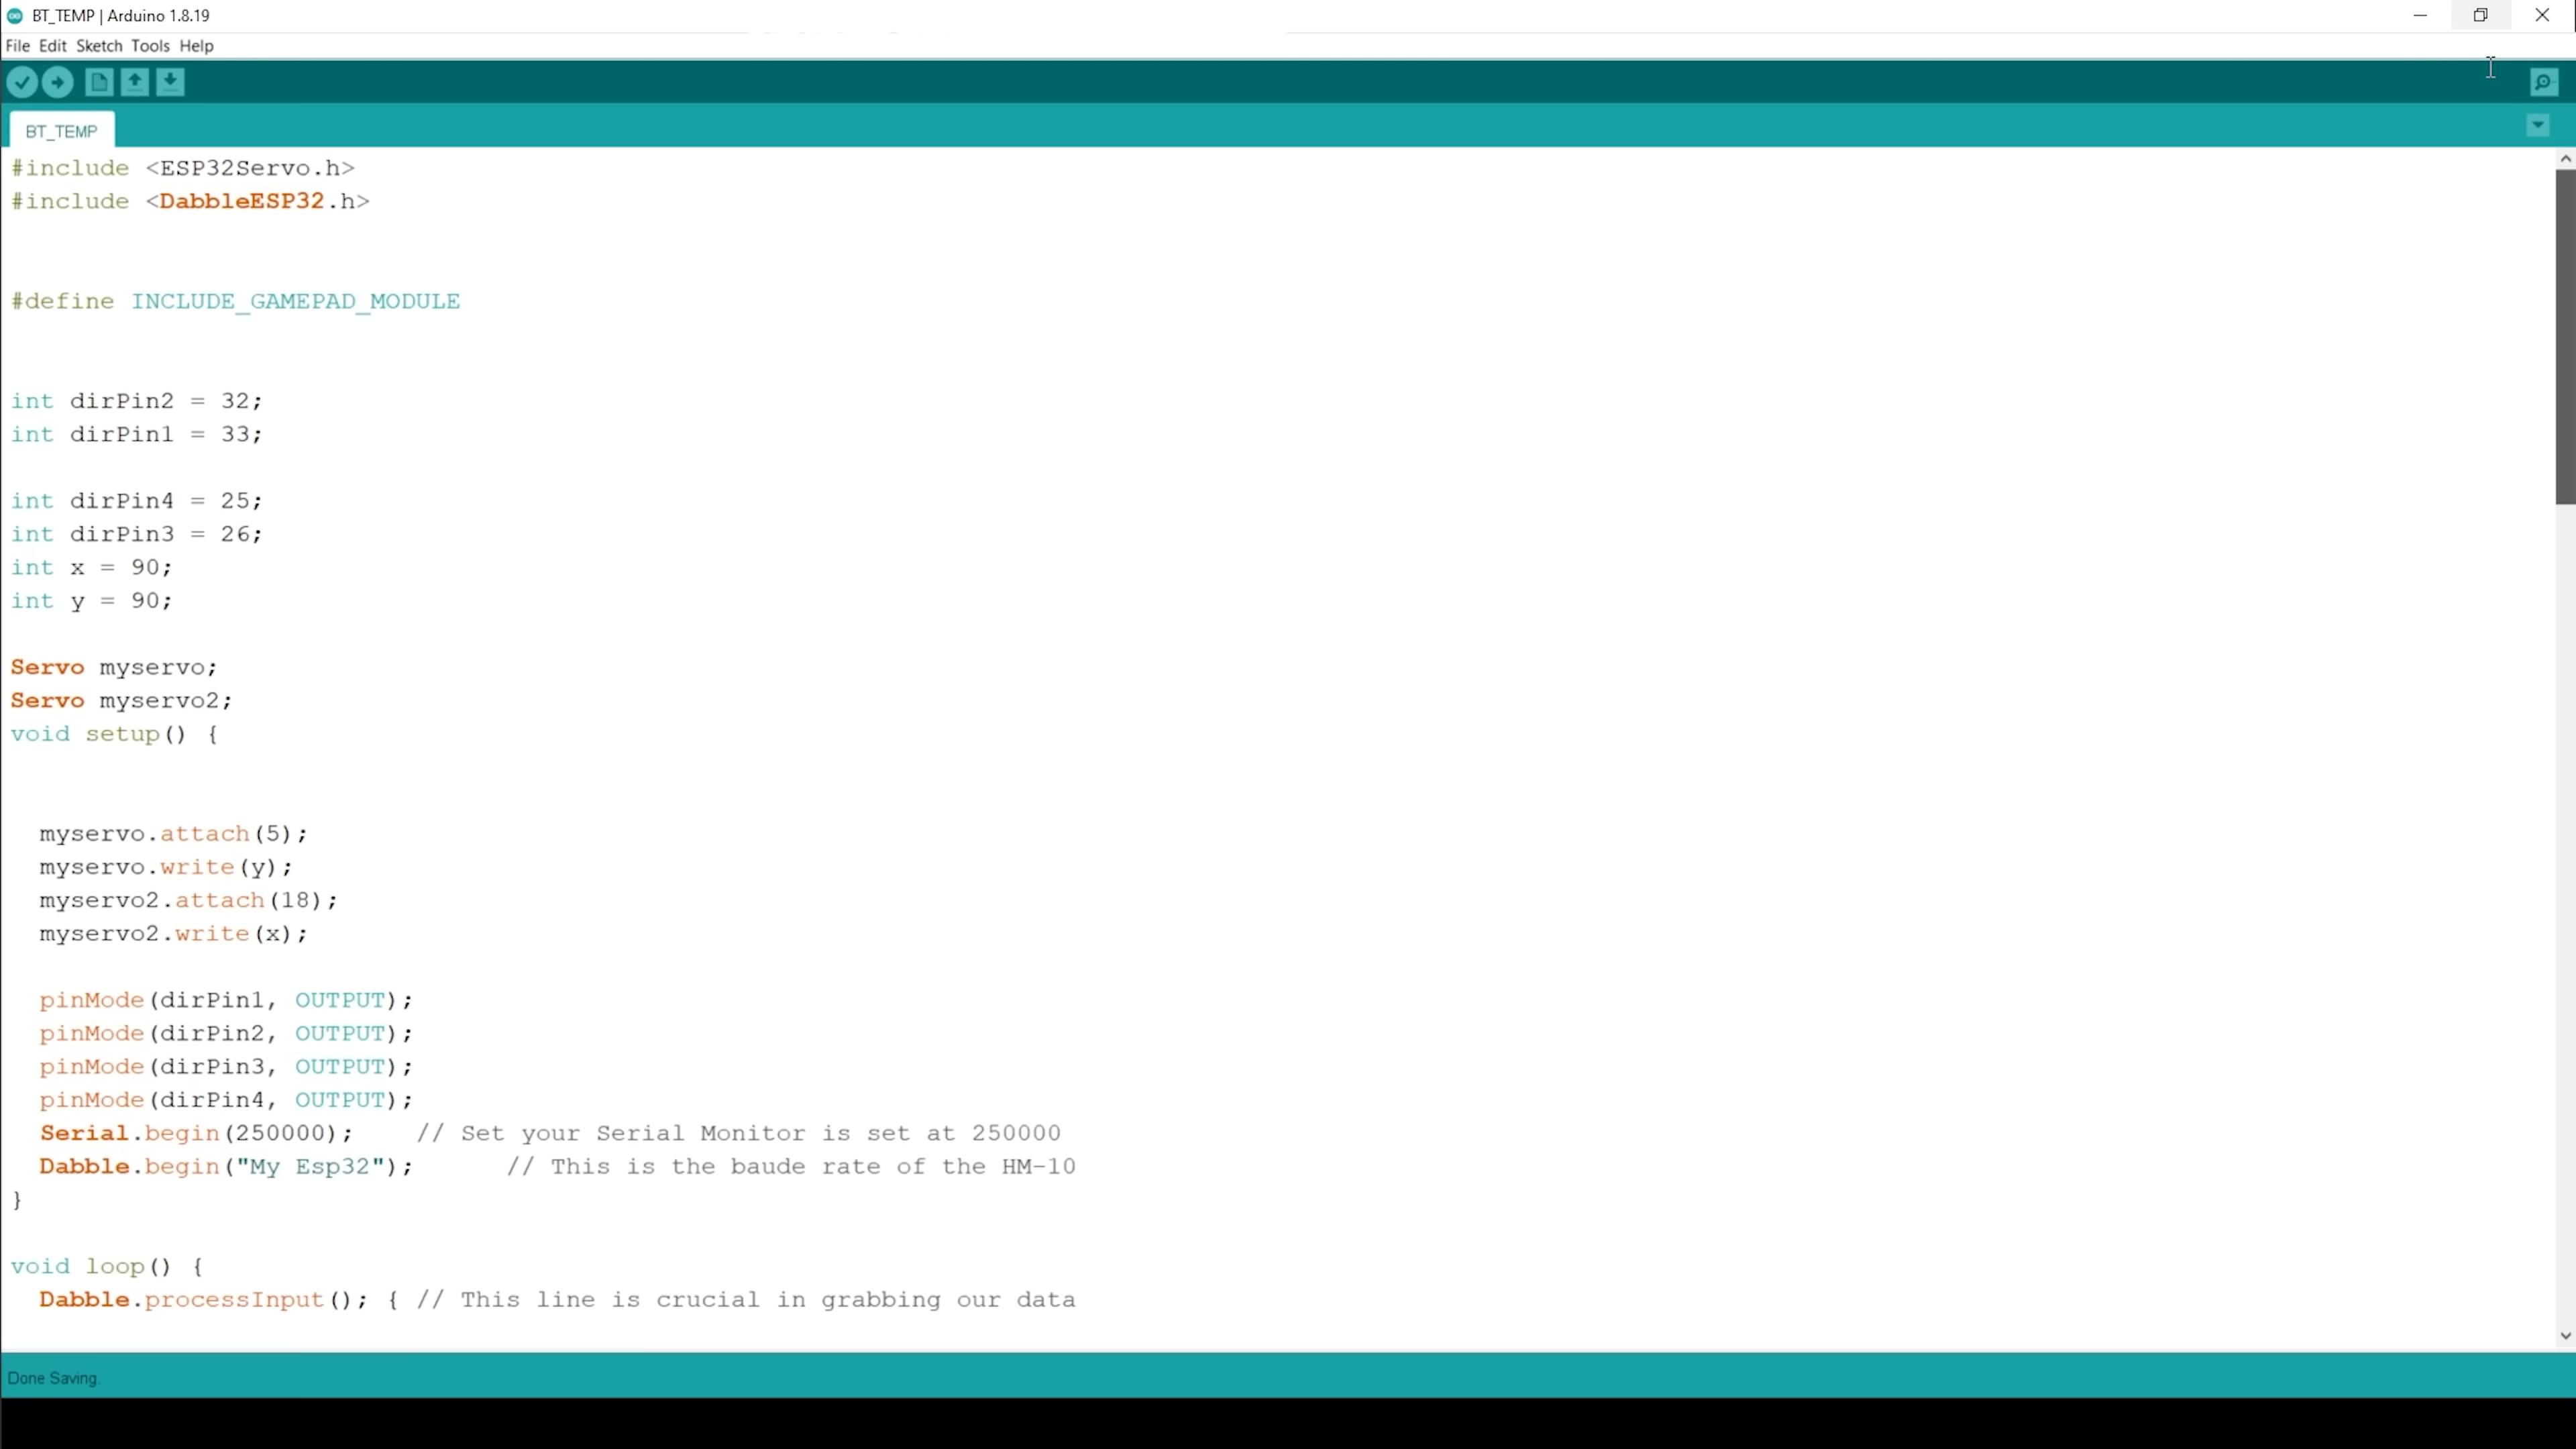 BT_TEMP | Arduino 1.8.19
File Edit Sketch Tools Help
BT_TEMP
#include <ESP32Servo.h>
#include <DabbleESP32.h>
#define INCLUDE_GAMEPAD_MODULE
int dirPin2 = 32;
int dirPin1 = 33;
int dirPin4 = 25;
int dirPin3 = 26;
int x = 90;
int y = 90;
Servo myservo;
Servo myservo2;
void setup() {
myservo.attach(5);
myservo.write(y);
myservo2.attach(18);
myservo2.write(x);
pinMode(dirPin1, OUTPUT);
pinMode(dirPin2, OUTPUT);
pinMode(dirPin3, OUTPUT);
pinMode(dirPin4, OUTPUT);
Serial.begin(250000); // Set your Serial Monitor is set at 250000
Dabble.begin("My Esp32"); // This is the baude rate of the HM-10
}
void loop() {
Dabble.processInput(); { // This line is crucial in grabbing our data
Done Saving.